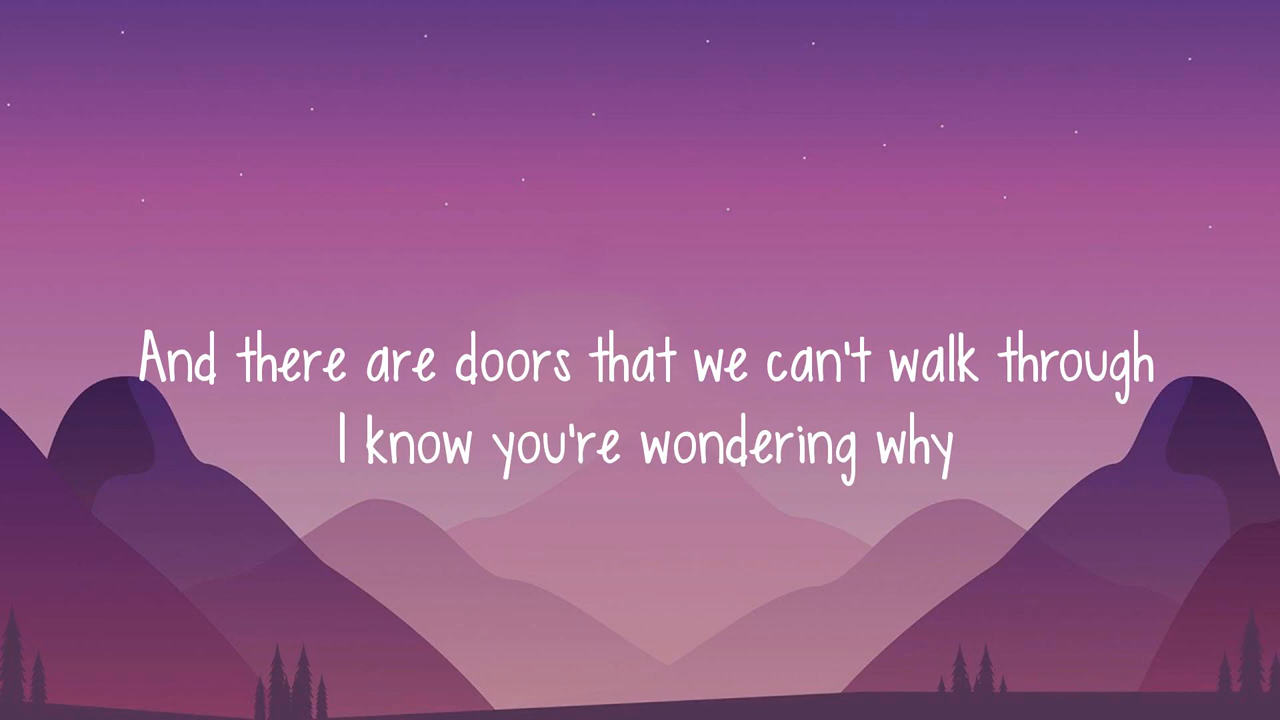 And there are doors that we can't walk through
I know you're wondering why